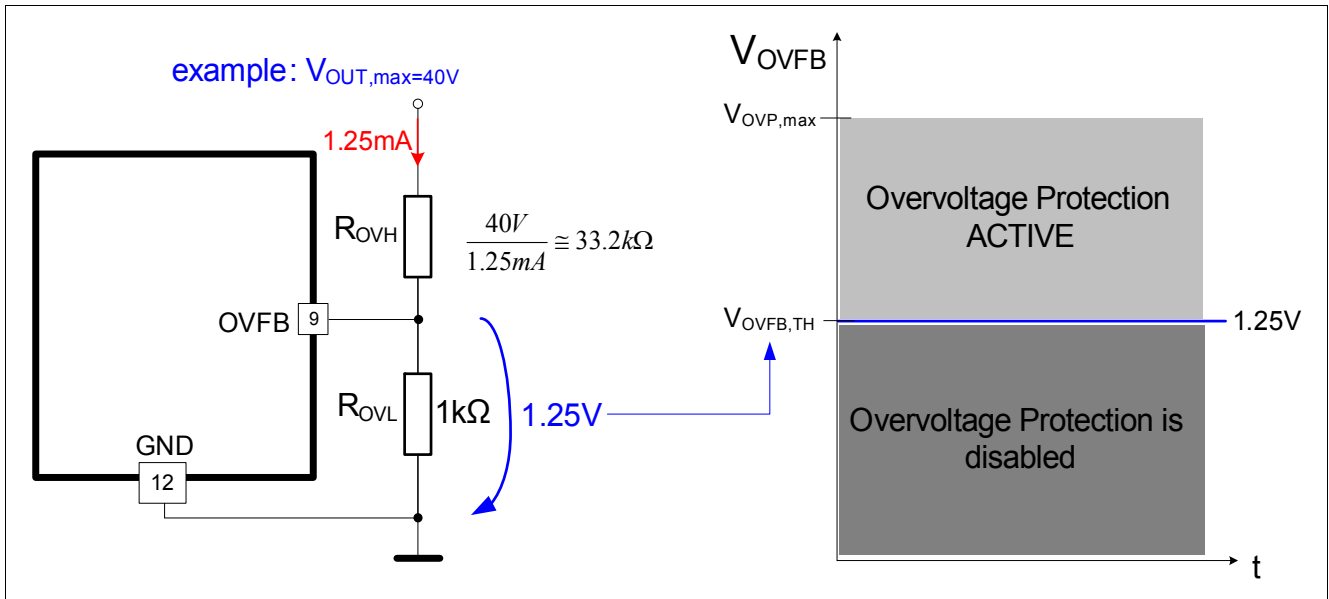 example: VOUT,max=40V
1.25mA
ROVH
40V
1.25mA
≅ 33.2kΩ
OVFB
9
ROVL
1kΩ
1.25V
GND
12
VOVFB
VOVP,max
Overvoltage Protection
ACTIVE
VOVFB,TH
1.25V
Overvoltage Protection is
disabled
t